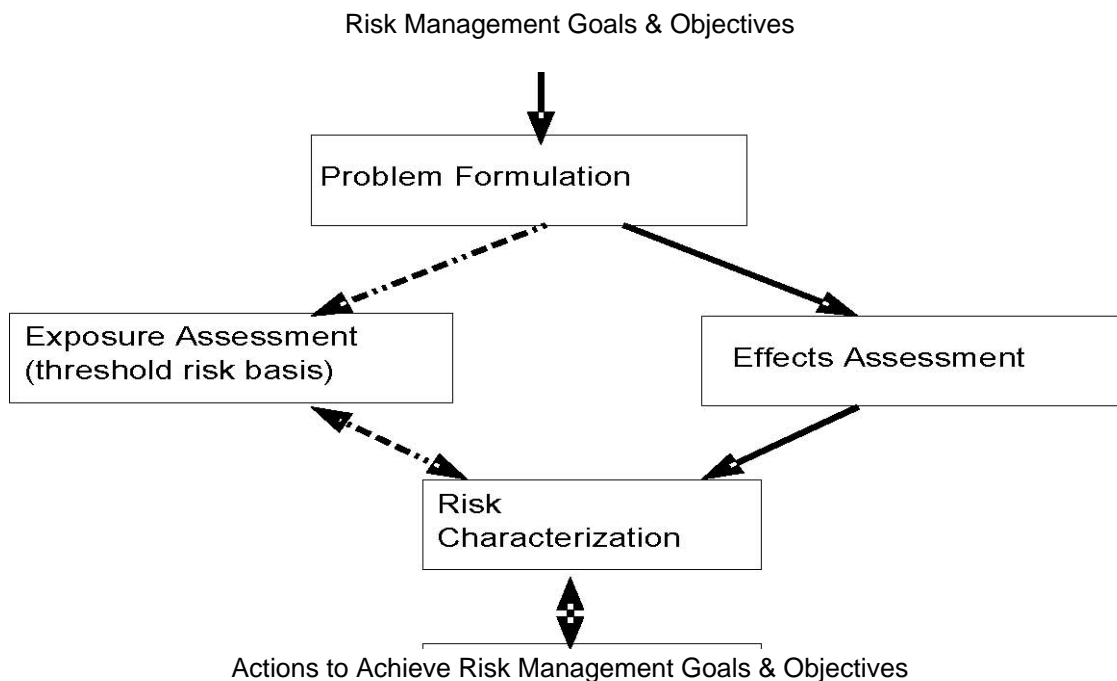 Risk Management Goals & Objectives
Problem Formulation
Exposure Assessment
(threshold risk basis)
Effects Assessment
Risk
Characterization
Actions to Achieve Risk Management Goals & Objectives